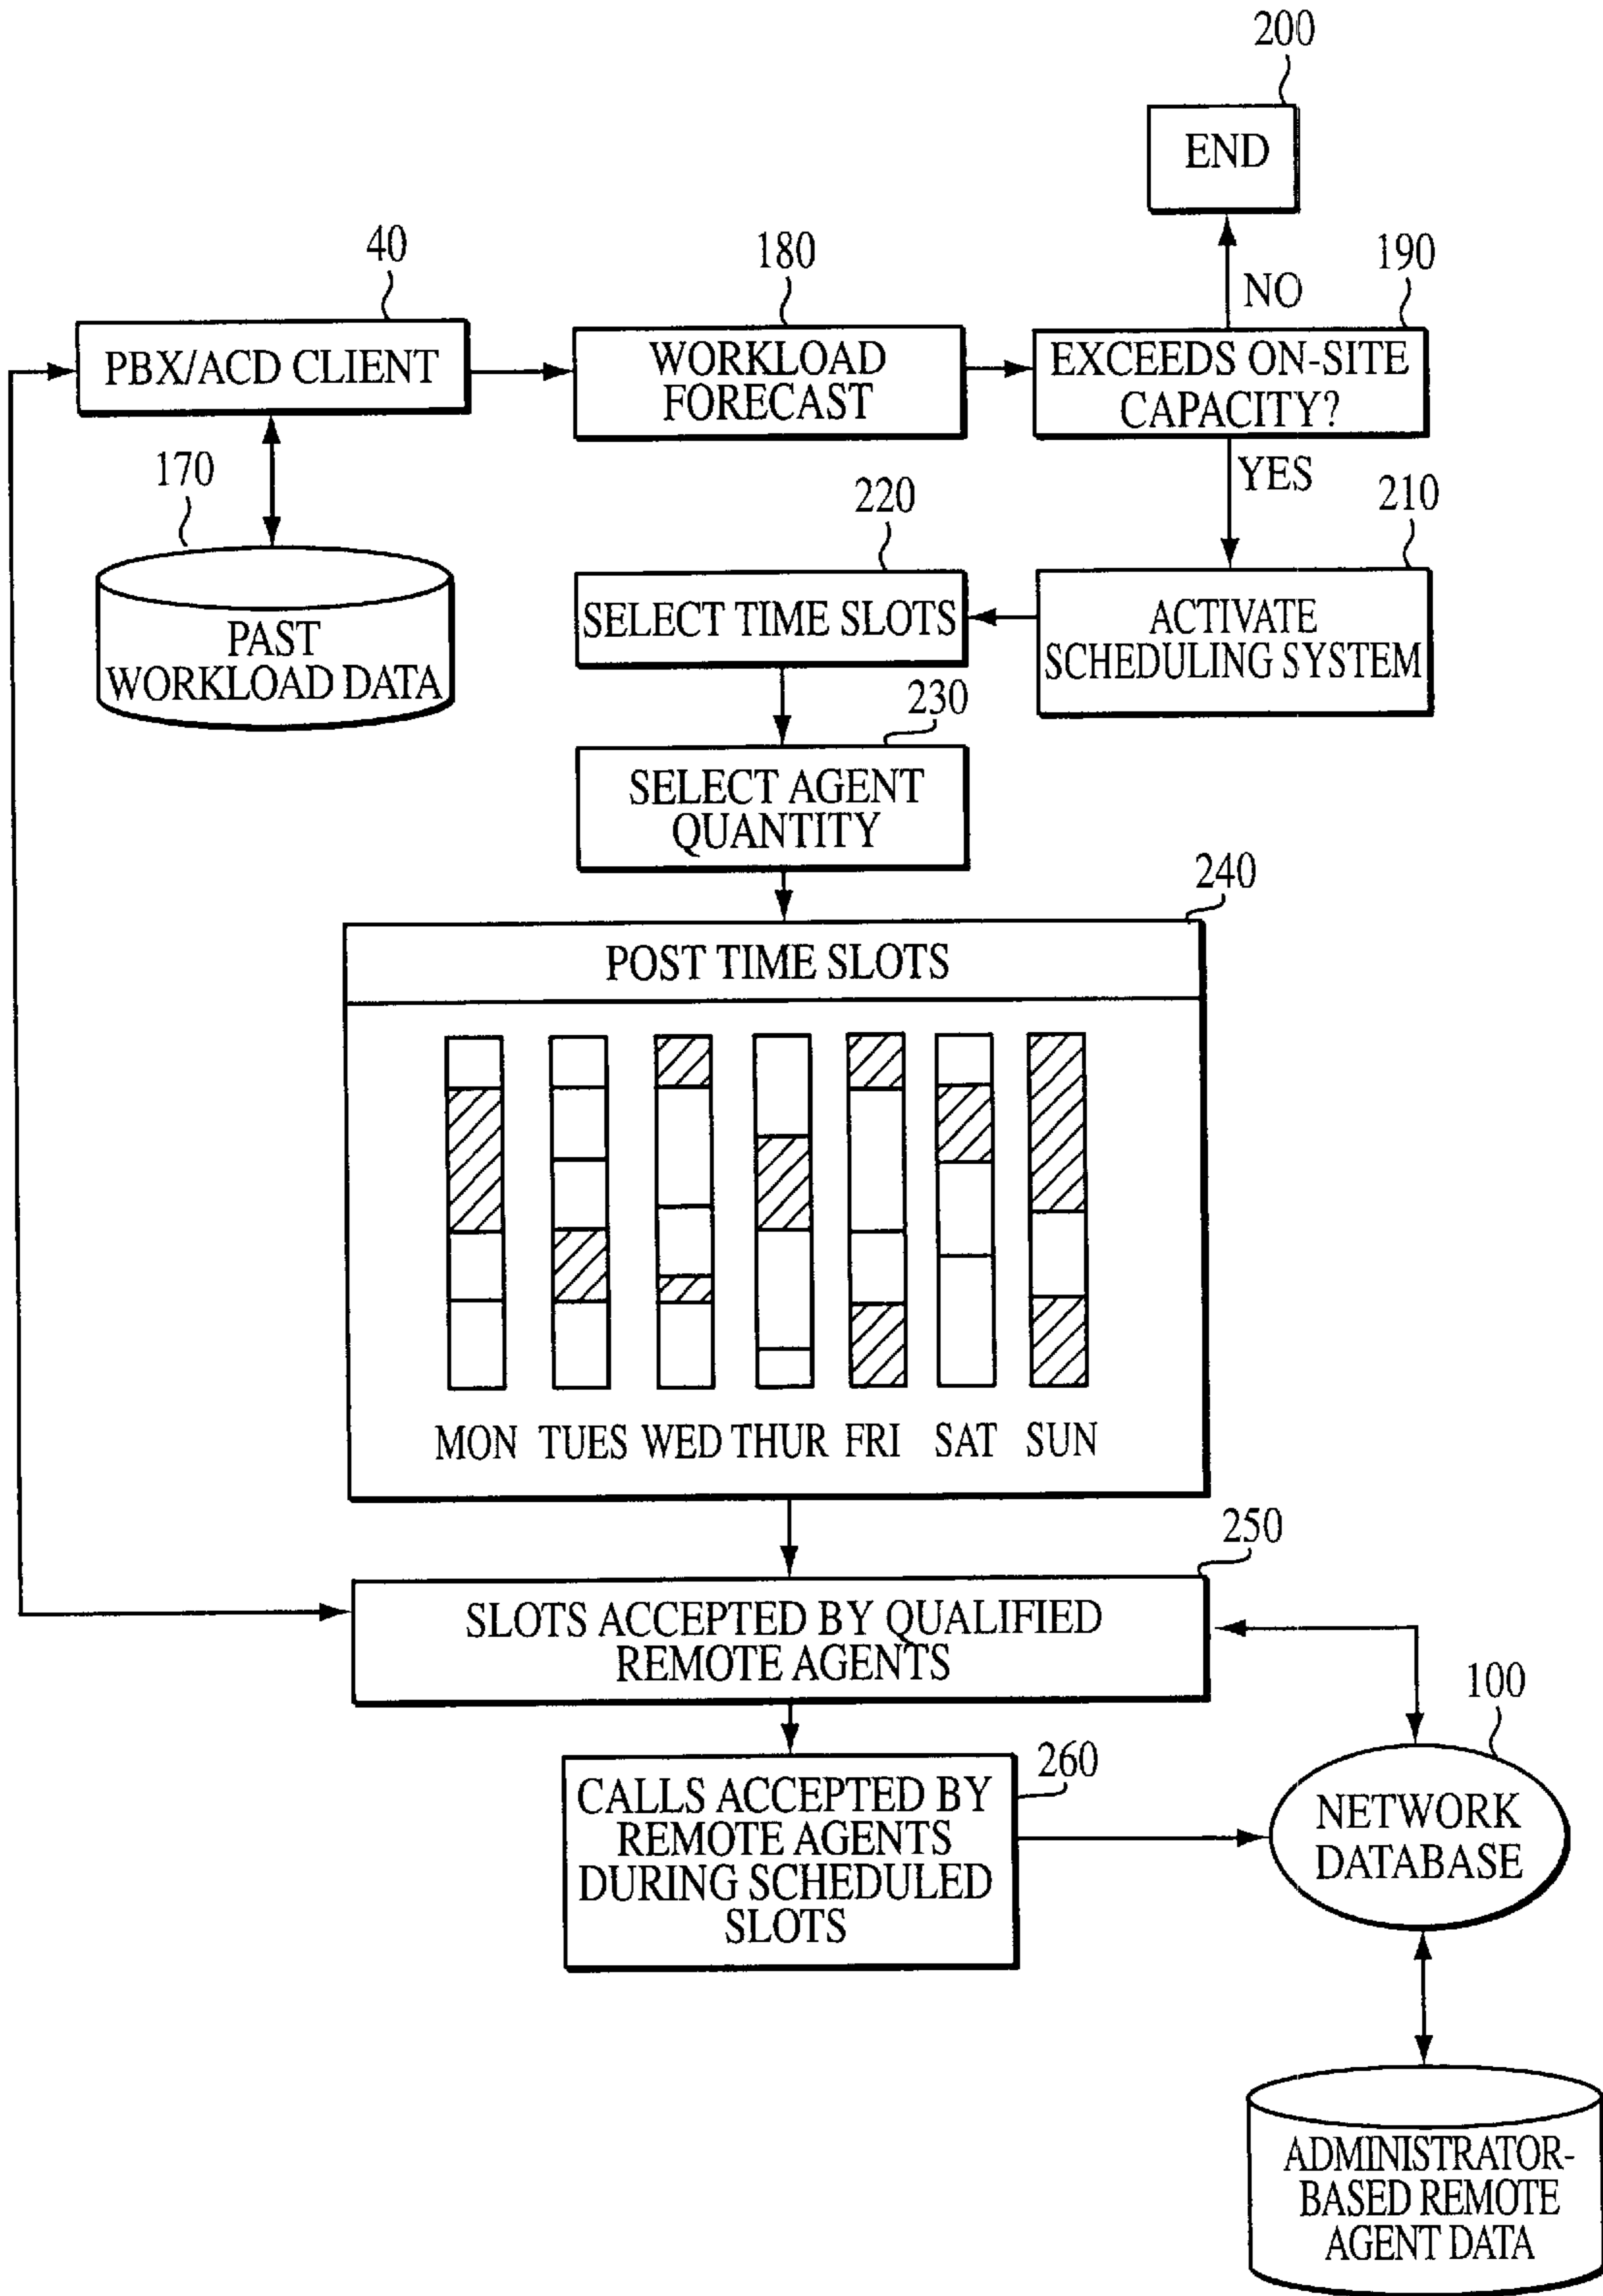 200
END
40
180
190
NO
PBX/ACD CLIENT
WORKLOAD
FORECAST
EXCEEDS ON-SITE
CAPACITY?
YES
170
220
210
PAST
WORKLOAD DATA
SELECT TIME SLOTS
ACTIVATE
SCHEDULING SYSTEM
230
SELECT AGENT
QUANTITY
240
POST TIME SLOTS
MON TUES WED THUR FRI SAT SUN
250
SLOTS ACCEPTED BY QUALIFIED
REMOTE AGENTS
100
260
CALLS ACCEPTED BY
REMOTE AGENTS
DURING SCHEDULED
SLOTS
NETWORK
DATABASE
ADMINISTRATOR-
BASED REMOTE
AGENT DATA